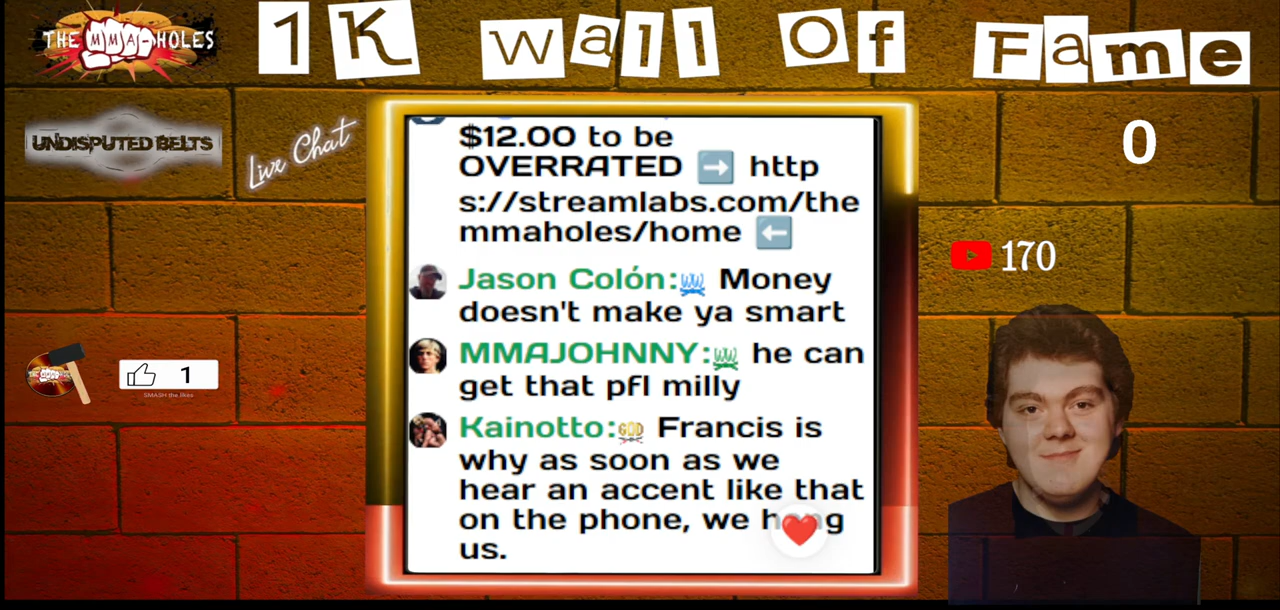 THE MMA-HOLES
1K Wall Of Fame
UNDISPUTED BELTS
Live Chat
0
$12.00 to be
OVERRATED ➡️ http
s://streamlabs.com/the
mmaholes/home ⬅️
Jason Colón: Money
doesn't make ya smart
MMAJOHNNY: he can
get that pfl milly
Kainotto: GOD Francis is
why as soon as we
hear an accent like that
on the phone, we
us.
170
1
SMASH the likes